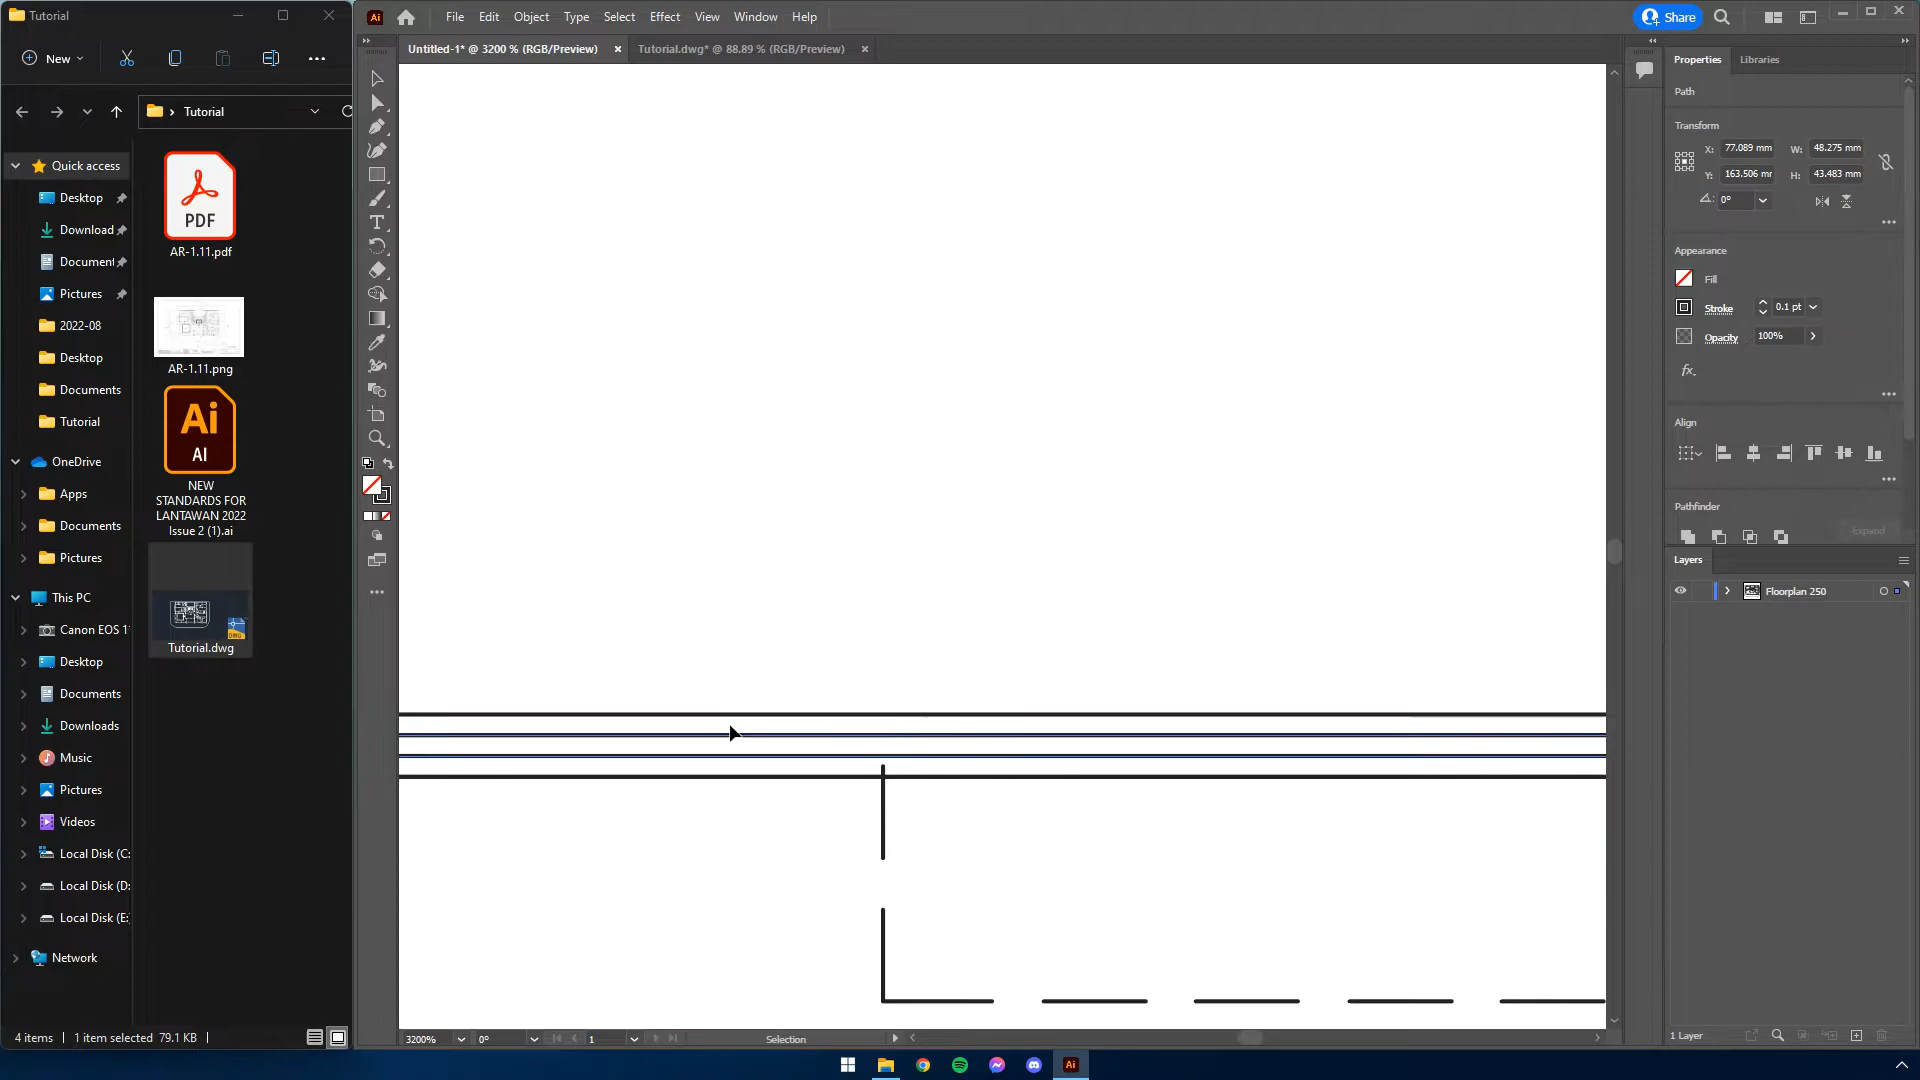 Tutorial
New
Tutorial
Quick access
Desktop
Download
Document
Pictures
2022-08
Desktop
Documents
Tutorial
OneDrive
Apps
Documents
Pictures
This PC
Canon EOS 1
Desktop
Documents
Downloads
Music
Pictures
Videos
Local Disk (C:
Local Disk (D:
Local Disk (E:
Network
PDF
AR-1.11.pdf
AR-1.11.png
Ai
AI
NEW
STANDARDS FOR
LANTAWAN 2022
Issue 2 (1).ai
DWG
Tutorial.dwg
4 items
1 item selected 79.1 KB
Ai
File Edit Object Type Select Effect View Window Help
Share
Untitled-1* @ 3200 % (RGB/Preview)
Tutorial.dwg* @ 88.89 % (RGB/Preview)
Properties
Libraries
Path
Transform
X: 77.089 mm W: 48.275 mm
Y: 163.506 mm H: 43.483 mm
0°
Appearance
Fill
Stroke 0.1 pt
Opacity 100%
fx.
Align
Pathfinder
Expand
Layers
Floorplan 250
1 Layer
3200% 0° 1 Selection
Ai